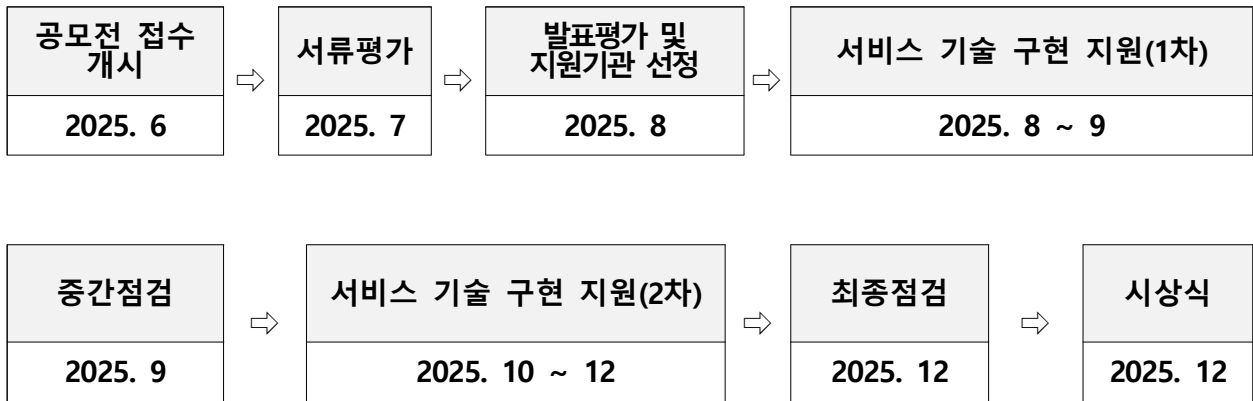 공모전 접수
개시
서류평가
발표평가 및
지원기관 선정
서비스 기술 구현 지원(1차)
2025. 6
2025. 7
2025. 8
2025. 8 ~ 9
중간점검
서비스 기술 구현 지원(2차)
최종점검
시상식
2025. 9
2025. 10 ~ 12
2025. 12
2025. 12